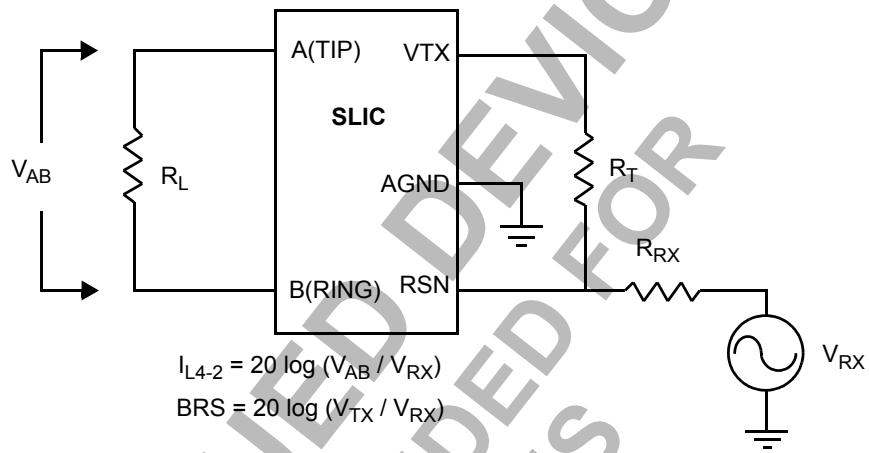 A(TIP)
VTX
SLIC
V_AB
R_L
AGND
R_T
R_RX
B(RING)
RSN
V_RX
I_L4-2 = 20 log (V_AB / V_RX)
BRS = 20 log (V_TX / V_RX)